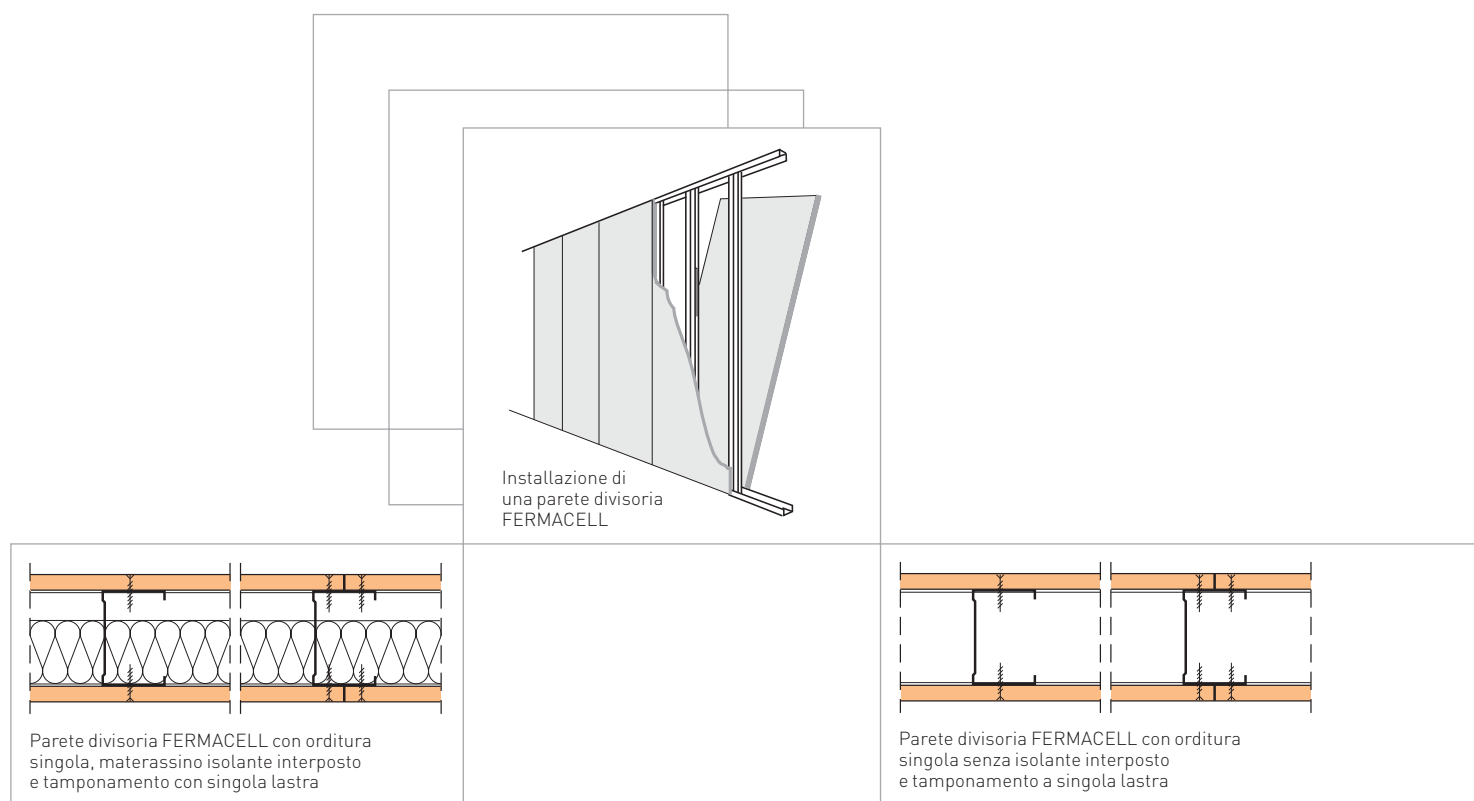 Installazione di
una parete divisoria
FERMACELL
Parete divisoria FERMACELL con orditura
singola, materassino isolante interposto
e tamponamento con singola lastra
Parete divisoria FERMACELL con orditura
singola senza isolante interposto
e tamponamento a singola lastra